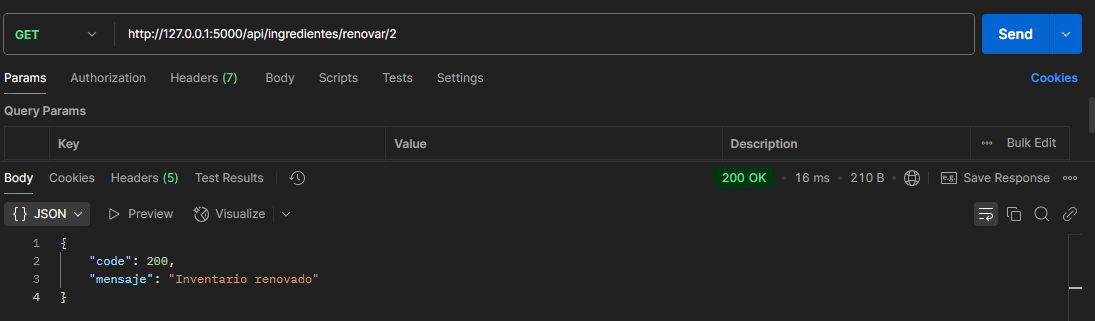 GET http://127.0.0.1:5000/api/ingredientes/renovar/2 Send
Params Authorization Headers (7) Body Scripts Tests Settings Cookies
Query Params
Key Value Description Bulk Edit
Body Cookies Headers (5) Test Results 200 OK 16 ms 210 B e.g. Save Response
{} JSON Preview Visualize
1 {
2 "code": 200,
3 "mensaje": "Inventario renovado"
4 }